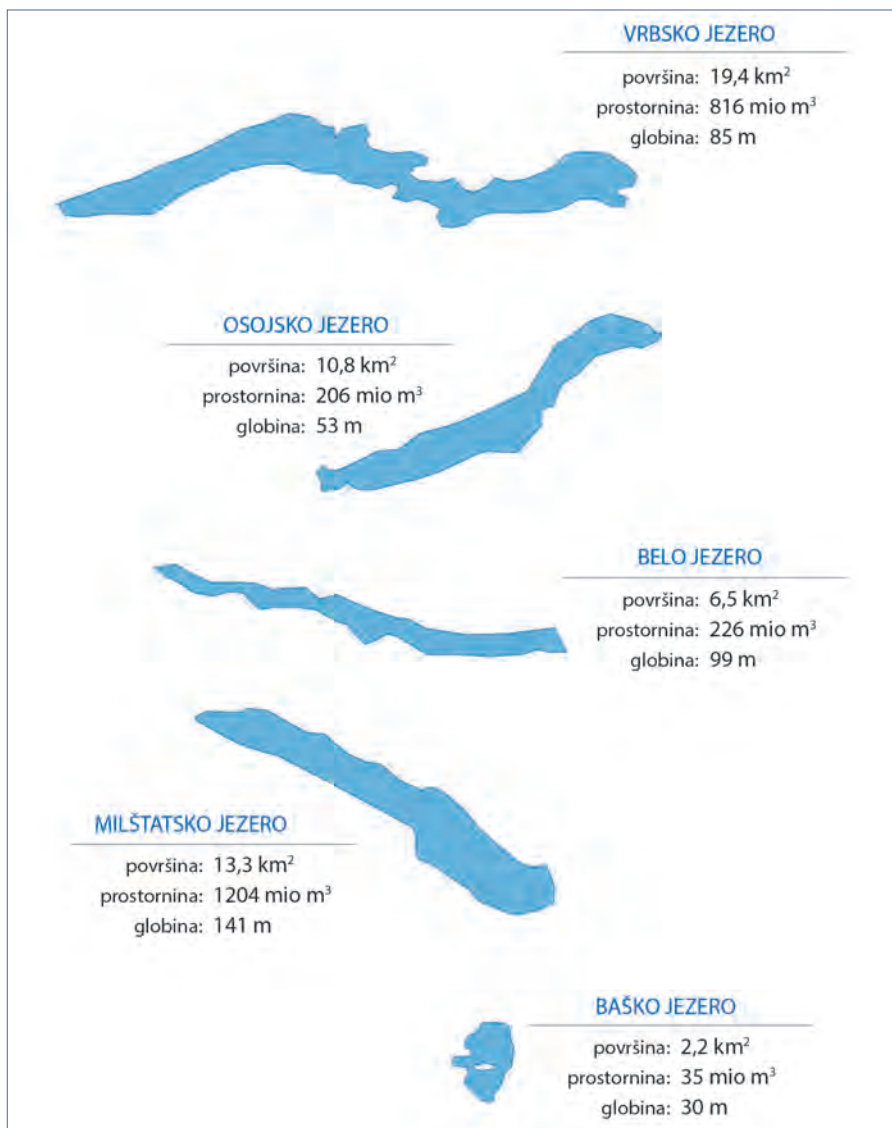 VRBSKO JEZERO
površina: 19,4 km²
prostornina: 816 mio m³
globina: 85 m
OSOJSKO JEZERO
površina: 10,8 km²
prostornina: 206 mio m³
globina: 53 m
BELO JEZERO
površina: 6,5 km²
prostornina: 226 mio m³
globina: 99 m
MILŠTATSKO JEZERO
površina: 13,3 km²
prostornina: 1204 mio m³
globina: 141 m
BAŠKO JEZERO
površina: 2,2 km²
prostornina: 35 mio m³
globina: 30 m